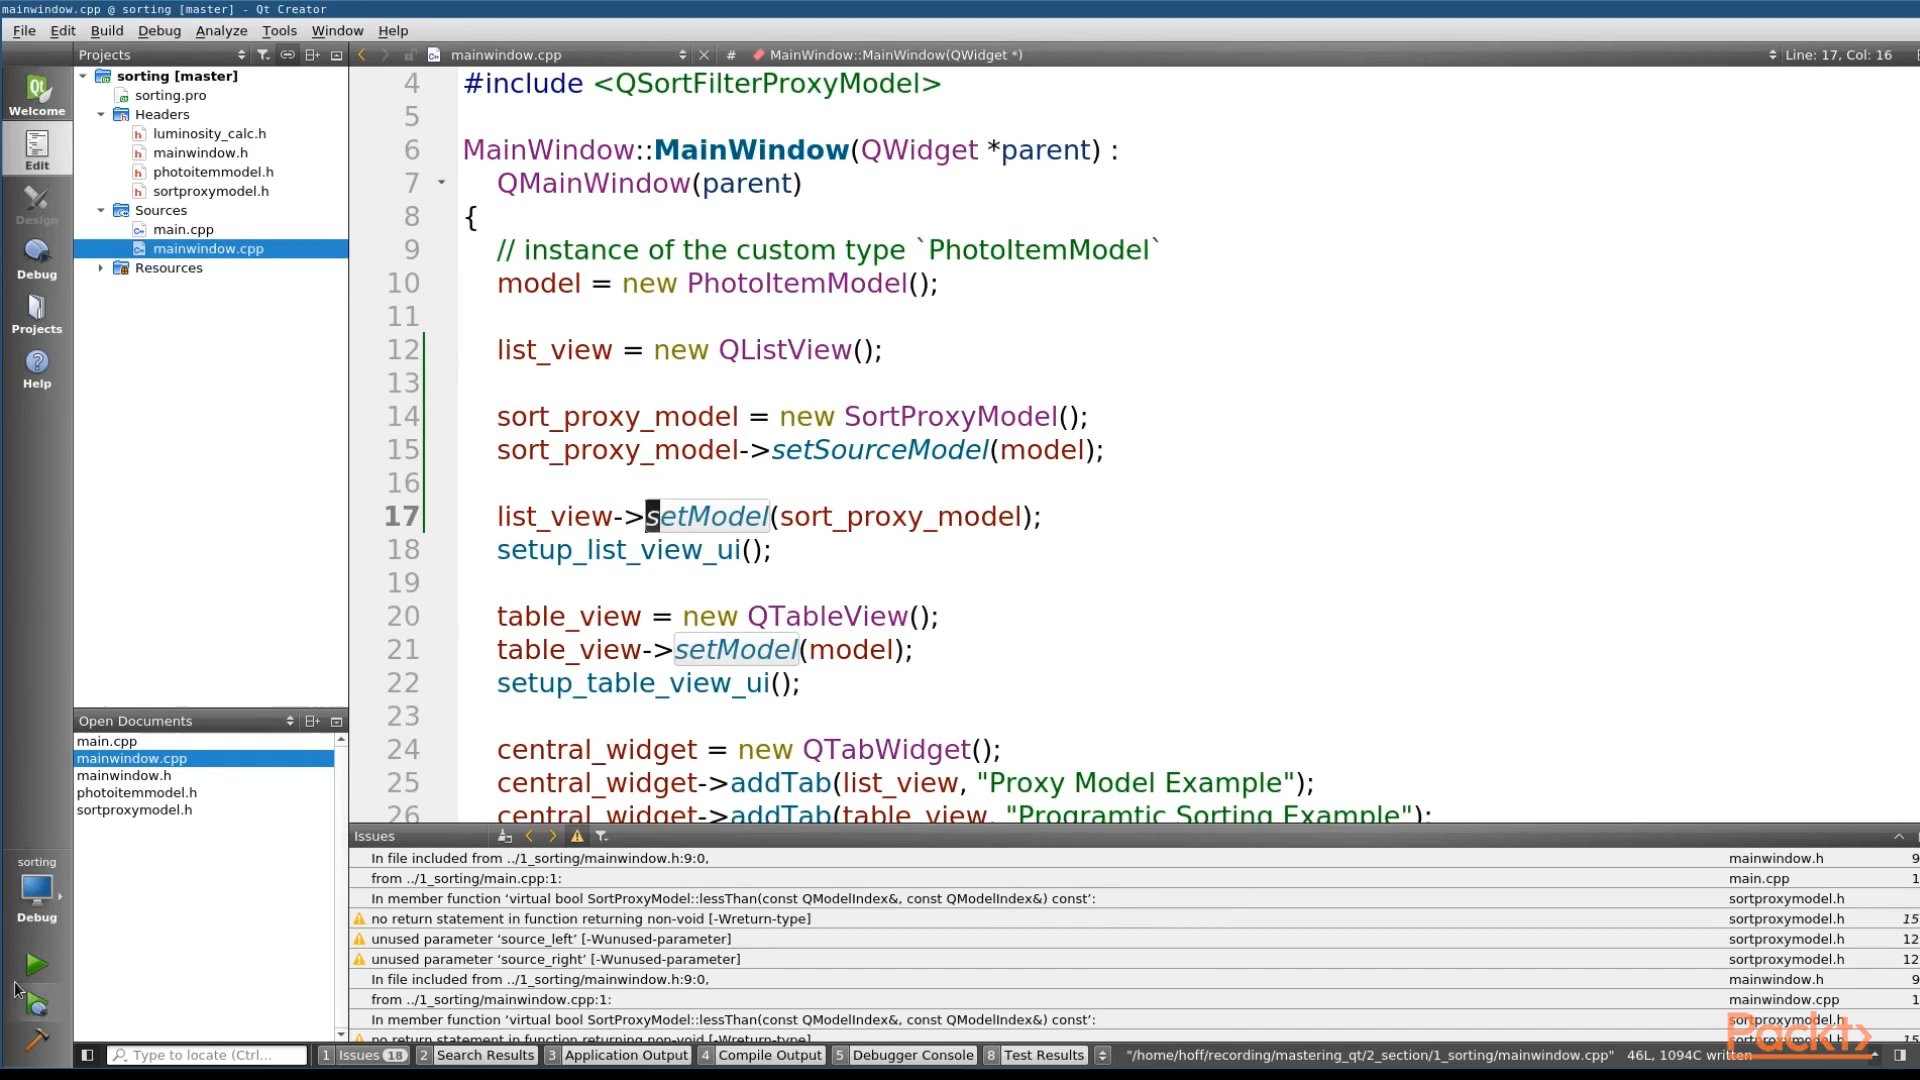 mainwindow.cpp @ sorting [master] - Qt Creator
File Edit Build Debug Analyze Tools Window Help
Projects
mainwindow.cpp
#
MainWindow::MainWindow(QWidget *)
Line: 17, Col: 16
Welcome
Edit
Design
Debug
Projects
Help
sorting
Debug
sorting [master]
sorting.pro
Headers
luminosity_calc.h
mainwindow.h
photoitemmodel.h
sortproxymodel.h
Sources
main.cpp
mainwindow.cpp
Resources
Open Documents
main.cpp
mainwindow.cpp
mainwindow.h
photoitemmodel.h
sortproxymodel.h
4 #include <QSortFilterProxyModel>
5
6 MainWindow::MainWindow(QWidget *parent) :
7 QMainWindow(parent)
8 {
9 // instance of the custom type `PhotoItemModel`
10 model = new PhotoItemModel();
11
12 list_view = new QListView();
13
14 sort_proxy_model = new SortProxyModel();
15 sort_proxy_model->setSourceModel(model);
16
17 list_view->setModel(sort_proxy_model);
18 setup_list_view_ui();
19
20 table_view = new QTableView();
21 table_view->setModel(model);
22 setup_table_view_ui();
23
24 central_widget = new QTabWidget();
25 central_widget->addTab(list_view, "Proxy Model Example");
26 central_widget->addTab(table_view, "Programtic Sorting Example");
Issues
In file included from ../1_sorting/mainwindow.h:9:0, mainwindow.h 9
from ../1_sorting/main.cpp:1: main.cpp 1
In member function ‘virtual bool SortProxyModel::lessThan(const QModelIndex&, const QModelIndex&) const’: sortproxymodel.h
no return statement in function returning non-void [-Wreturn-type] sortproxymodel.h 15
unused parameter ‘source_left’ [-Wunused-parameter] sortproxymodel.h 12
unused parameter ‘source_right’ [-Wunused-parameter] sortproxymodel.h 12
In file included from ../1_sorting/mainwindow.h:9:0, mainwindow.h 9
from ../1_sorting/mainwindow.cpp:1: mainwindow.cpp 1
In member function ‘virtual bool SortProxyModel::lessThan(const QModelIndex&, const QModelIndex&) const’: sortproxymodel.h
no return statement in function returning non-void [-Wreturn-type] sortproxymodel.h 15
Packt>
Type to locate (Ctrl... 1 Issues 18 2 Search Results 3 Application Output 4 Compile Output 5 Debugger Console 8 Test Results "/home/hoff/recording/mastering_qt/2_section/1_sorting/mainwindow.cpp" 46L, 1094C written